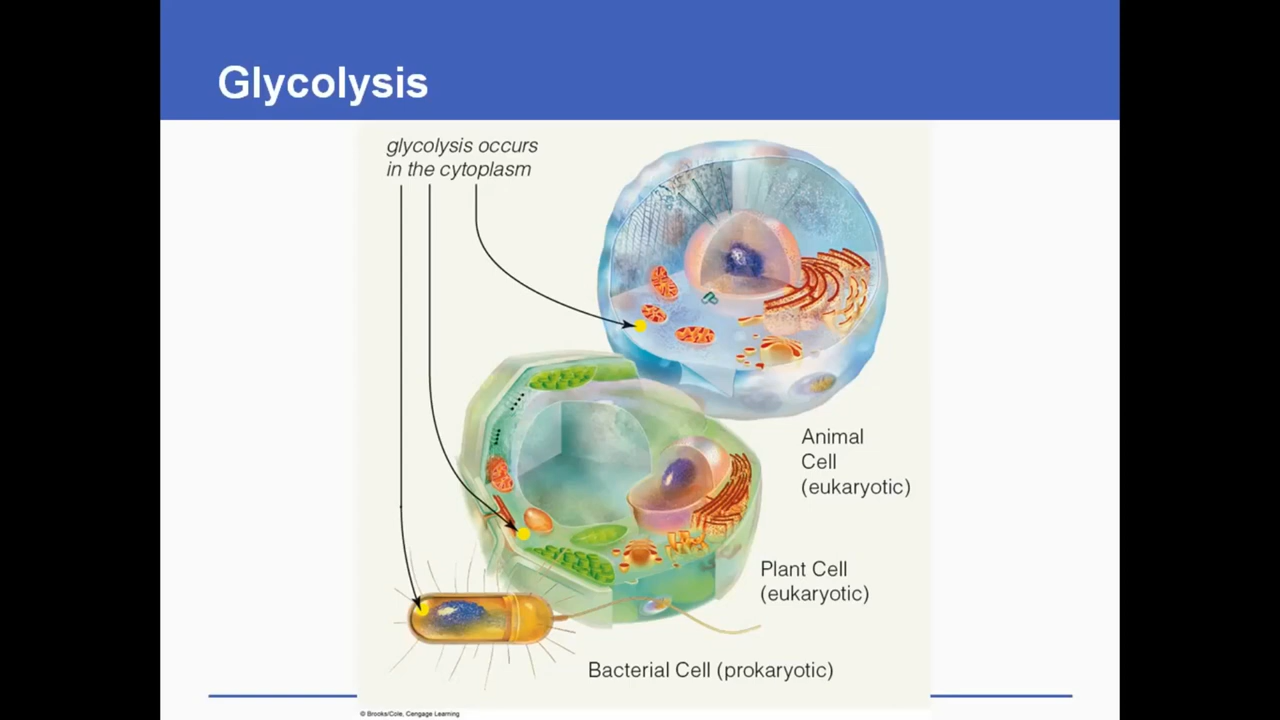 Glycolysis
glycolysis occurs
in the cytoplasm
Animal
Cell
(eukaryotic)
Plant Cell
(eukaryotic)
Bacterial Cell (prokaryotic)
© Brooks/Cole, Cengage Learning